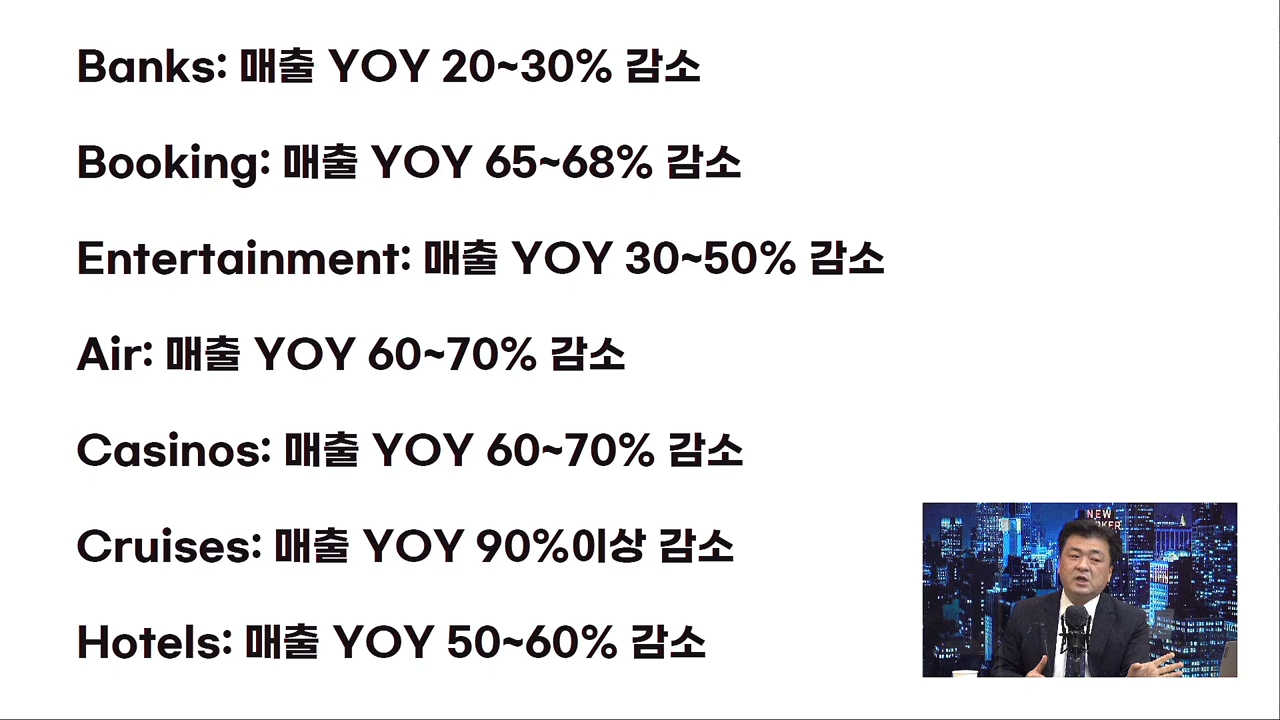 Banks: 매출 YOY 20~30% 감소
Booking: 매출 YOY 65~68% 감소
Entertainment: 매출 YOY 30~50% 감소
Air: 매출 YOY 60~70% 감소
Casinos: 매출 YOY 60~70% 감소
Cruises: 매출 YOY 90%이상 감소
Hotels: 매출 YOY 50~60% 감소
NEW